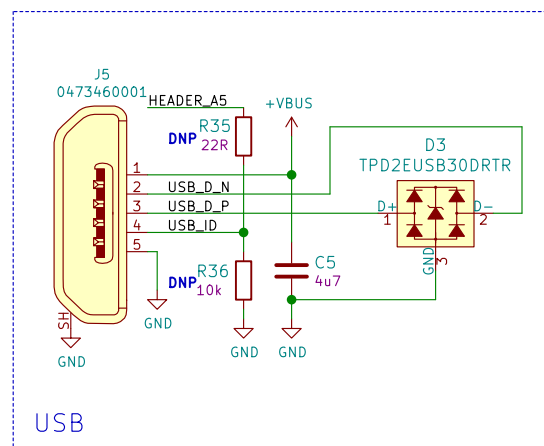 J5
0473460001
HEADER_A5
+VBUS
DNP
R35
22R
D3
TPD2EUSB30DRTR
1
2
USB_D_N
3
USB_D_P
4
USB_ID
5
D+
1
D-
2
GND
3
DNP
R36
10k
C5
4u7
SH
GND
GND
GND
GND
USB